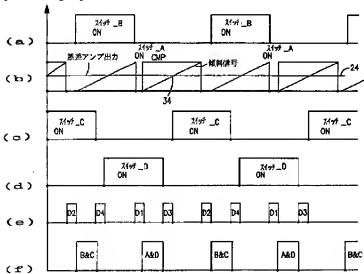 (a) スイッチ_B ON スイッチ_B ON
誤差アンプ出力 スイッチ_A ON CMP 傾斜信号 スイッチ_A ON
(b) 24
34
(c) スイッチ_C ON スイッチ_C ON スイッチ_C ON
(d) スイッチ_D ON スイッチ_D ON
(e) D2 D4 D1 D3 D2 D4 D1 D3
(f) B&C A&D B&C A&D B&C